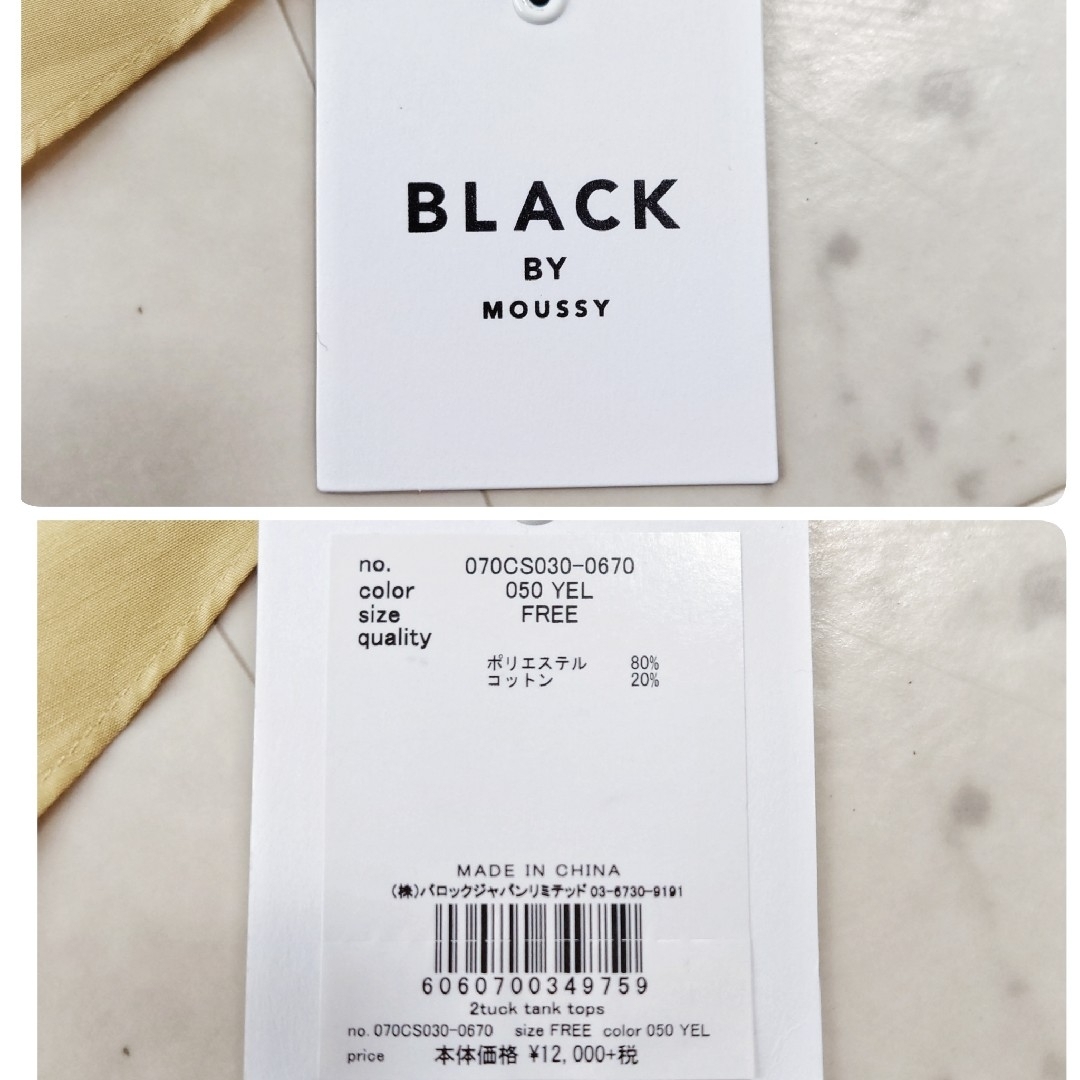 BLACK
BY
MOUSSY
no. 070CS030-0670
color 050 YEL
size FREE
quality
ポリエステル 80%
コットン 20%
MADE IN CHINA
(株)バロックジャパンリミテッド 03-6730-9191
6060700349759
2tuck tank tops
no. 070CS030-0670 size FREE color 050 YEL
price 本体価格 ¥12,000+税